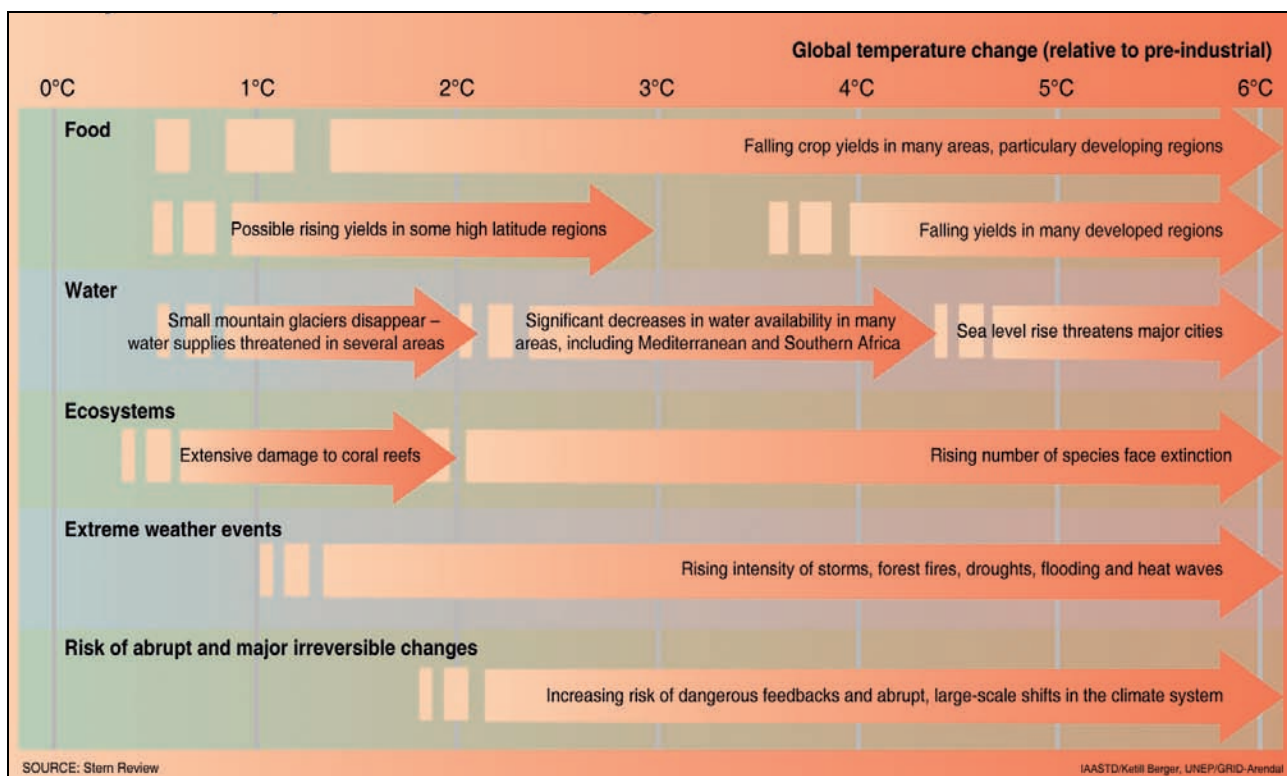 Global temperature change (relative to pre-industrial)
0°C 1°C 2°C 3°C 4°C 5°C 6°C
Food
Falling crop yields in many areas, particulary developing regions
Possible rising yields in some high latitude regions
Falling yields in many developed regions
Water
Small mountain glaciers disappear –
water supplies threatened in several areas
Significant decreases in water availability in many
areas, including Mediterranean and Southern Africa
Sea level rise threatens major cities
Ecosystems
Extensive damage to coral reefs
Rising number of species face extinction
Extreme weather events
Rising intensity of storms, forest fires, droughts, flooding and heat waves
Risk of abrupt and major irreversible changes
Increasing risk of dangerous feedbacks and abrupt, large-scale shifts in the climate system
SOURCE: Stern Review
IAASTD/Ketill Berger, UNEP/GRID-Arendal